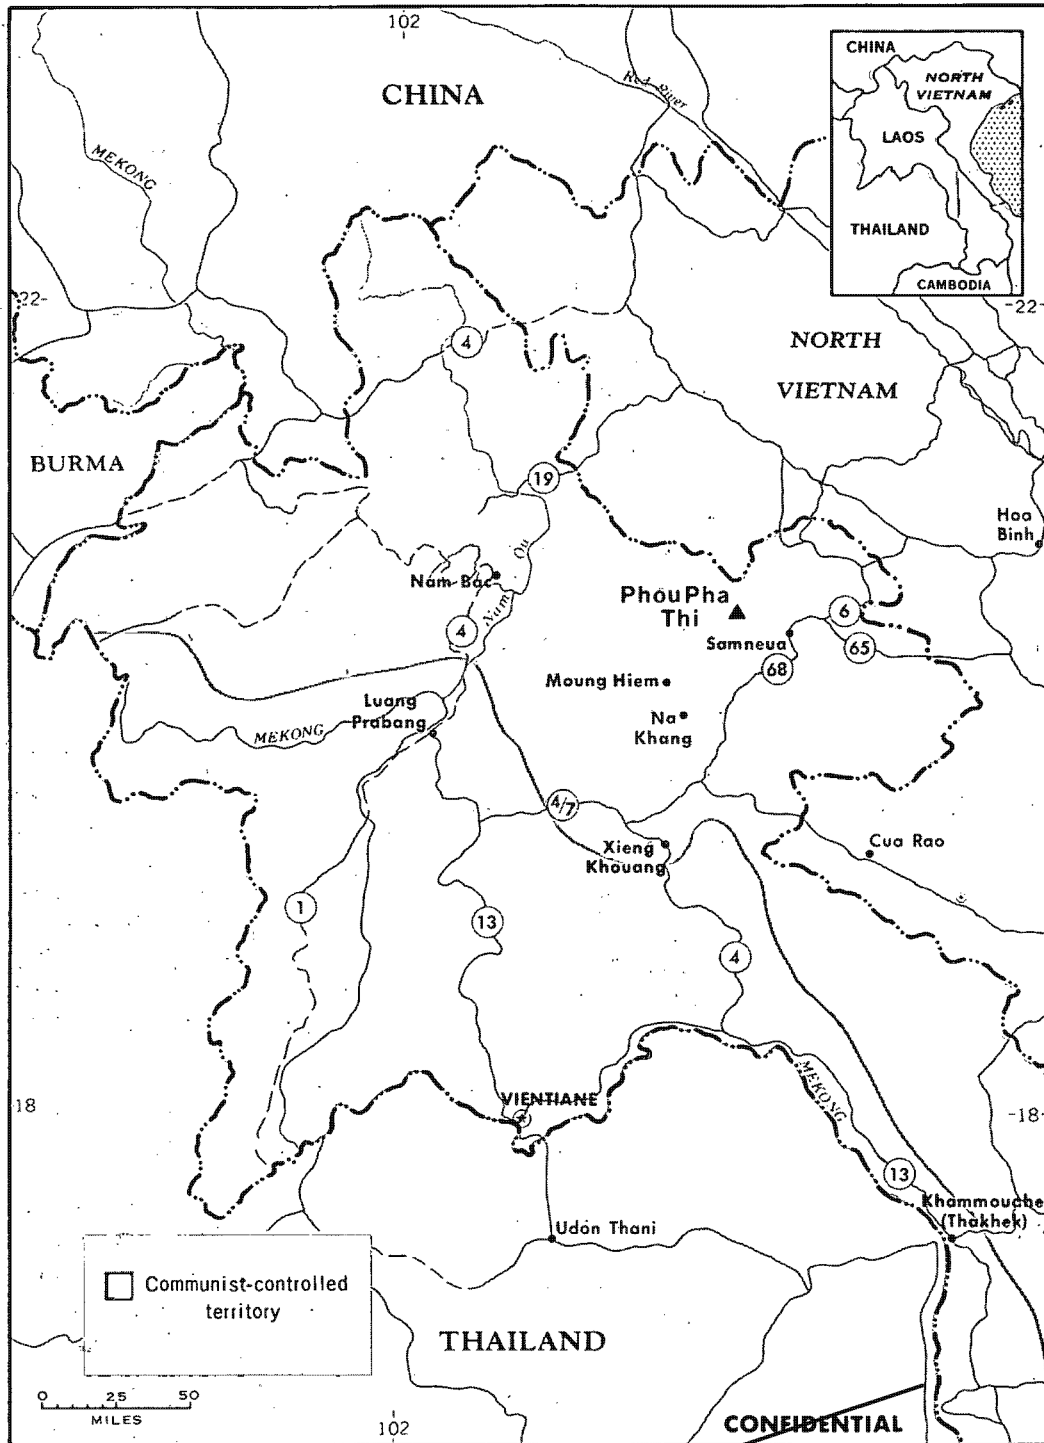 102
CHINA
Red River
MEKONG
CHINA
NORTH
VIETNAM
LAOS
THAILAND
CAMBODIA
22-
-22-
4
NORTH
VIETNAM
BURMA
19
Hoa
Binh
Nam Bac
Nam Ou
Phou Pha
Thi
6
4
Samneua
65
68
Moung Hiem
Luang
Prabang
Na
Khang
MEKONG
4/7
Xieng
Khouang
Cua Rao
1
13
4
18
VIENTIANE
MEKONG
-18-
13
Khammouane
(Thakhek)
Udon Thani
Communist-controlled
territory
THAILAND
0 25 50
MILES
102
CONFIDENTIAL